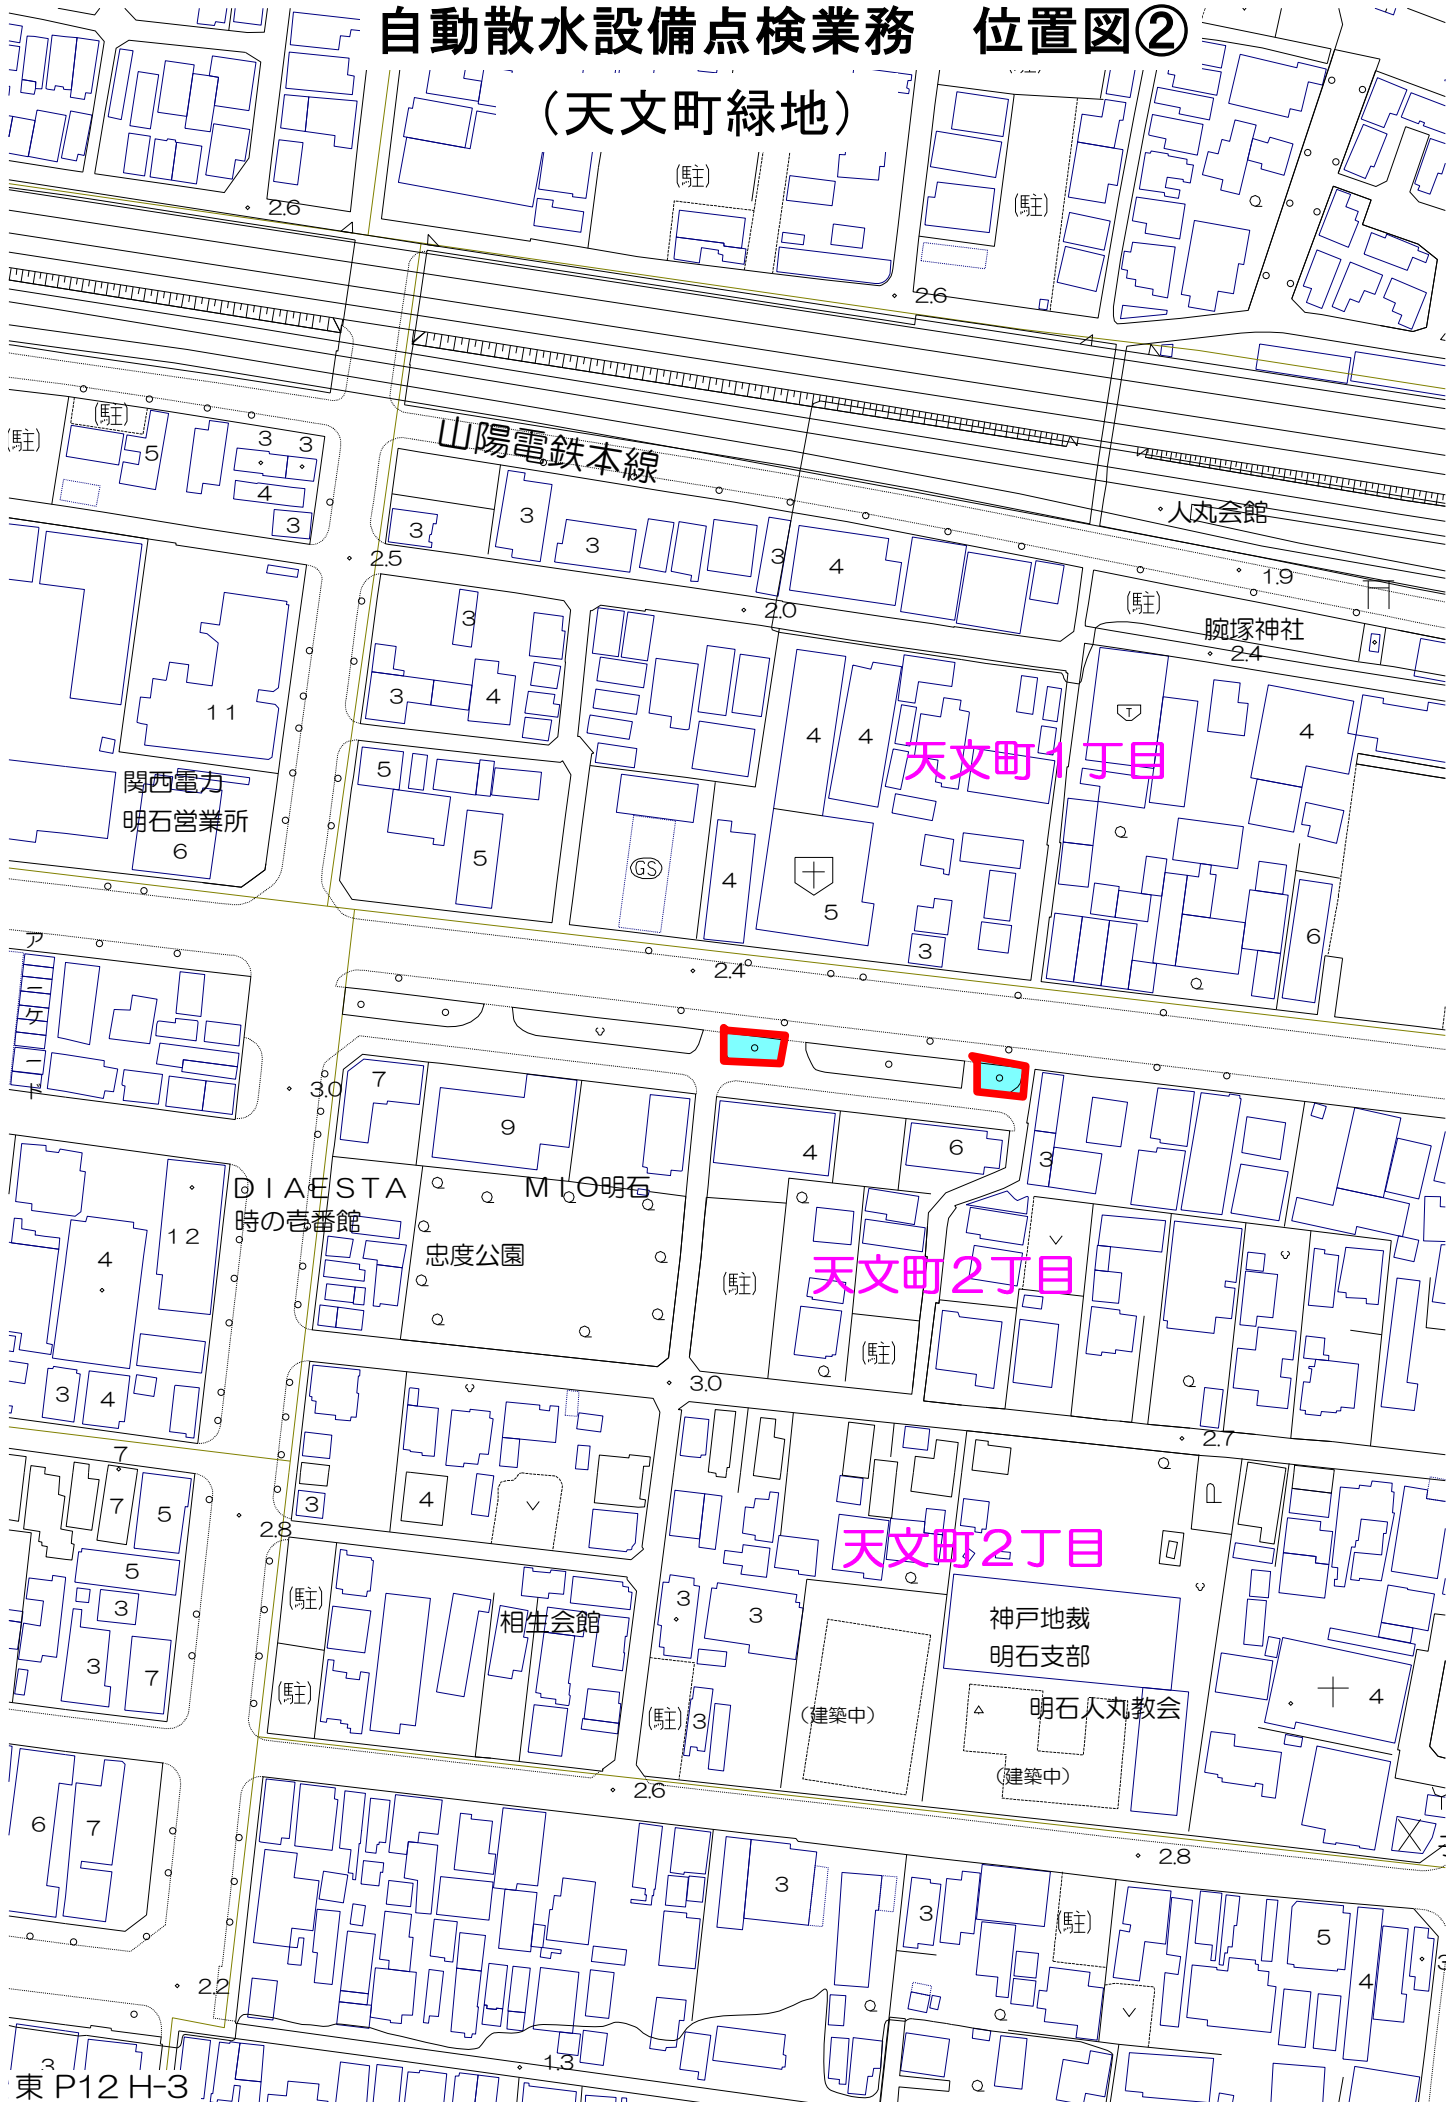 自動散水設備点検業務　位置図②
（天文町緑地）
(駐)
(駐)
2.6
2.6
(駐)
(駐)
5
3
3
4
3
山陽電鉄本線
3
3
3
3
4
人丸会館
2.5
2.0
1.9
(駐)
腕塚神社
2.4
3
3
4
11
4
4
T
4
天文町１丁目
関西電力
明石営業所
6
5
5
GS
4
5
3
6
アーケード
2.4
3.0
7
9
4
6
3
DIAESTA
時の壱番館
MIO明石
12
4
忠度公園
(駐)
天文町２丁目
(駐)
3
4
3.0
2.7
7
7
5
3
4
2.8
5
3
3
7
天文町２丁目
(駐)
相生会館
3
3
神戸地裁
明石支部
(駐)
(駐)
3
(建築中)
明石人丸教会
4
(建築中)
2.6
6
7
2.8
3
3
(駐)
5
4
3
2.2
1.3
3
東 P12 H-3